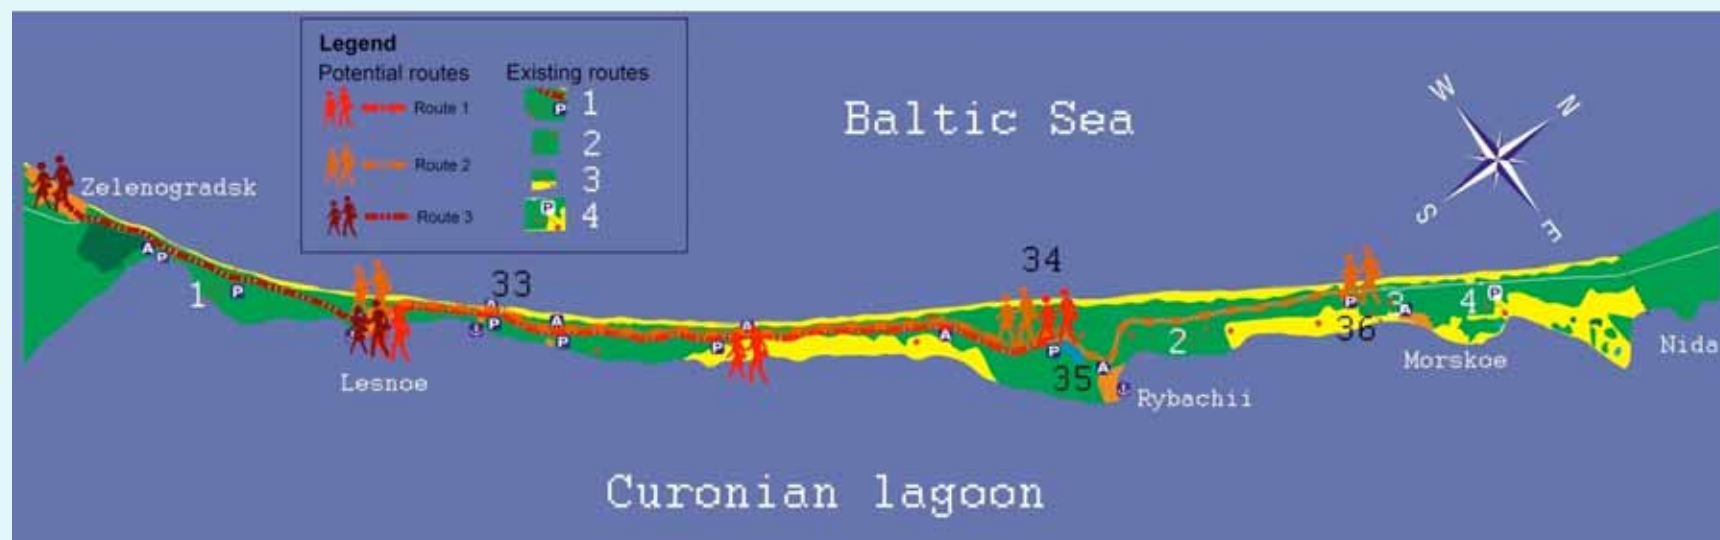 Legend
Potential routes
Existing routes
Route 1
Route 2
Route 3
P 1
2
3
P 4
Baltic Sea
W
N
S
E
Zelenogradsk
A
P
1
P
33
A
P
A
P
Lesnoe
A
P
A
34
P
35
A
Rybachii
2
P
36
3
A
4
P
Morskoe
Nida
Curonian lagoon